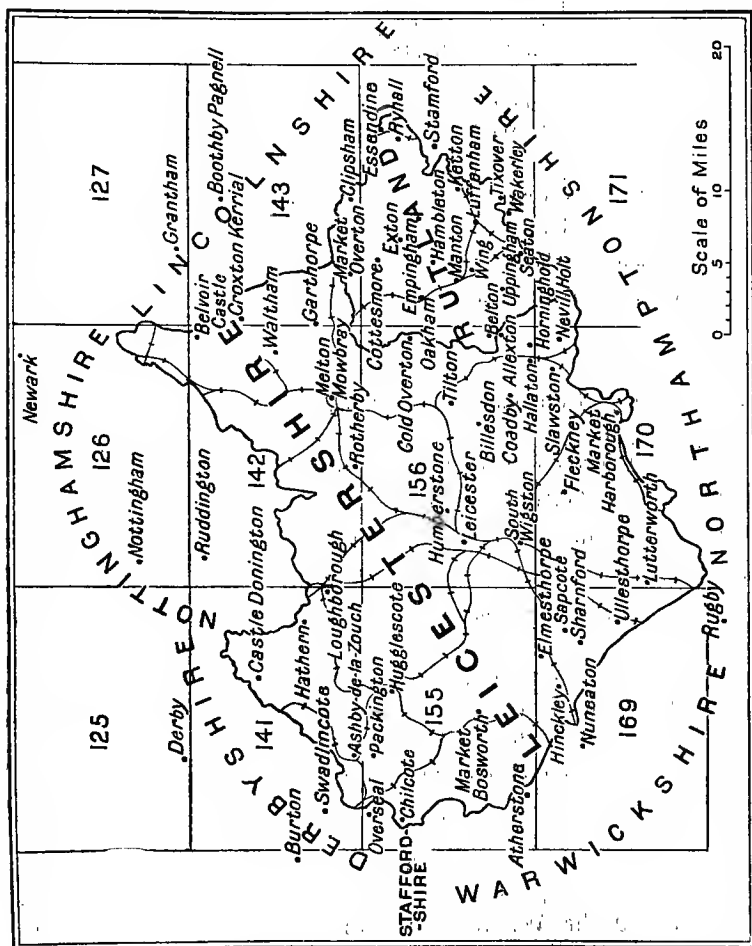 Newark
126
127
NOTTINGHAMSHIRE
LINCOLNSHIRE
125
Nottingham
Grantham
Derby
DERBYSHIRE
Ruddington
Belvoir
Castle
Croxton Kerrial
Boothby Pagnell
141
142
143
Castle Donington
Waltham
Burton
Hathern
Garthorpe
Swadlincote
Loughborough
Melton
Mowbray
Market
Overton
Clipsham
Overseal
Ashby-de-la-Zouch
Rotherby
Cottesmore
Exton
Essendine
Ryhall
STAFFORD-
-SHIRE
Chilcote
Packington
Hugglescote
LEICESTERSHIRE
Gold Overton
Empingham
RUTLAND
Stamford
155
156
Humberstone
Oakham
Hambleton
Market
Bosworth
Leicester
Tilton
Manton
Ketton
Wing
Luffenham
Billesdon
Belton
Tixover
Atherstone
South
Wigston
Coadby
Allexton
Uppingham
Wakerley
Seaton
Hinckley
Elmesthorpe
Hallaton
Horninghold
Nuneaton
Sapcote
Sharnford
Slawston
Fleckney
Nevill Holt
169
Ullesthorpe
Market
Harborough
170
171
Lutterworth
WARWICKSHIRE
Rugby
NORTHAMPTONSHIRE
0 5 10 20
Scale of Miles